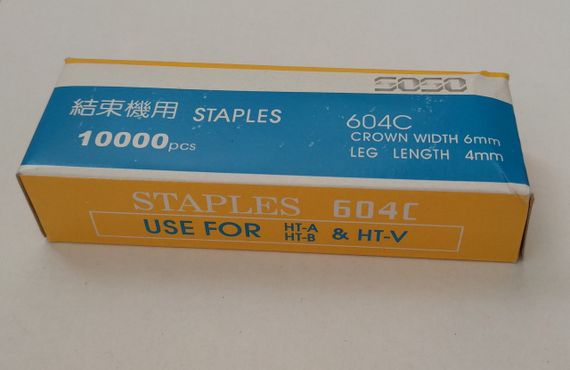 SOSO
結束機用 STAPLES
10000pcs
604C
CROWN WIDTH 6mm
LEG LENGTH 4mm
STAPLES 604C
USE FOR HT-A HT-B & HT-V